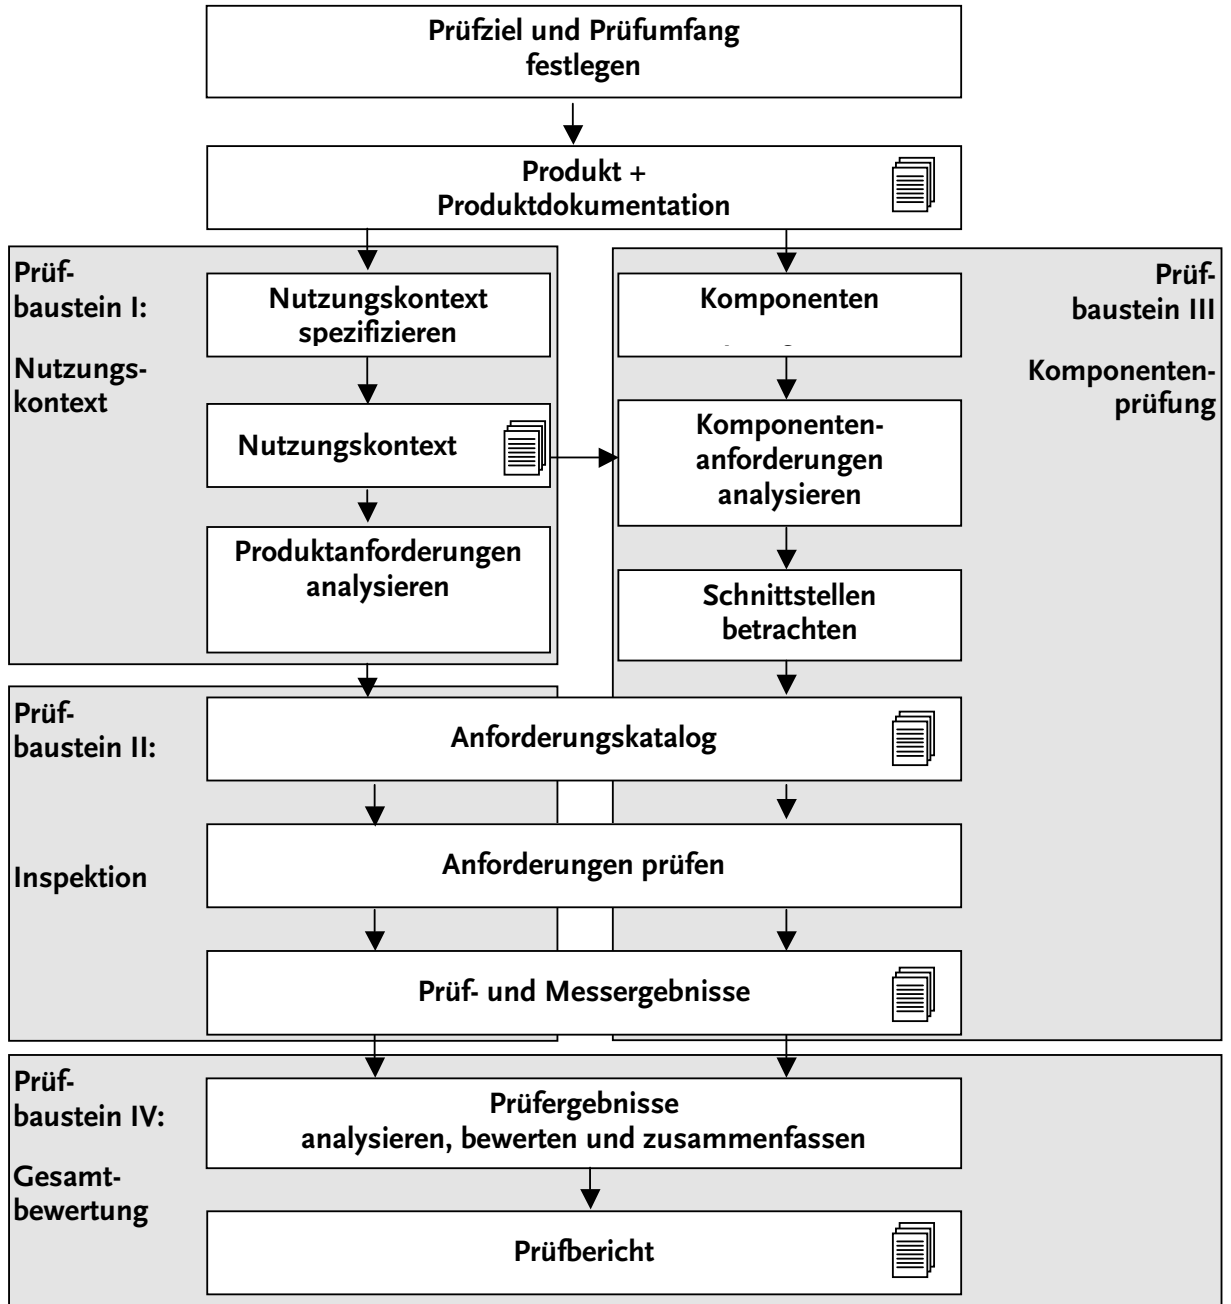 Prüfziel und Prüfumfang
festlegen
Produkt +
Produktdokumentation
Prüf-
baustein I:
Nutzungs-
kontext
Nutzungskontext
spezifizieren
Nutzungskontext
Produktanforderungen
analysieren
Komponenten
Komponenten-
anforderungen
analysieren
Schnittstellen
betrachten
Prüf-
baustein III
Komponenten-
prüfung
Prüf-
baustein II:
Inspektion
Anforderungskatalog
Anforderungen prüfen
Prüf- und Messergebnisse
Prüf-
baustein IV:
Gesamt-
bewertung
Prüfergebnisse
analysieren, bewerten und zusammenfassen
Prüfbericht